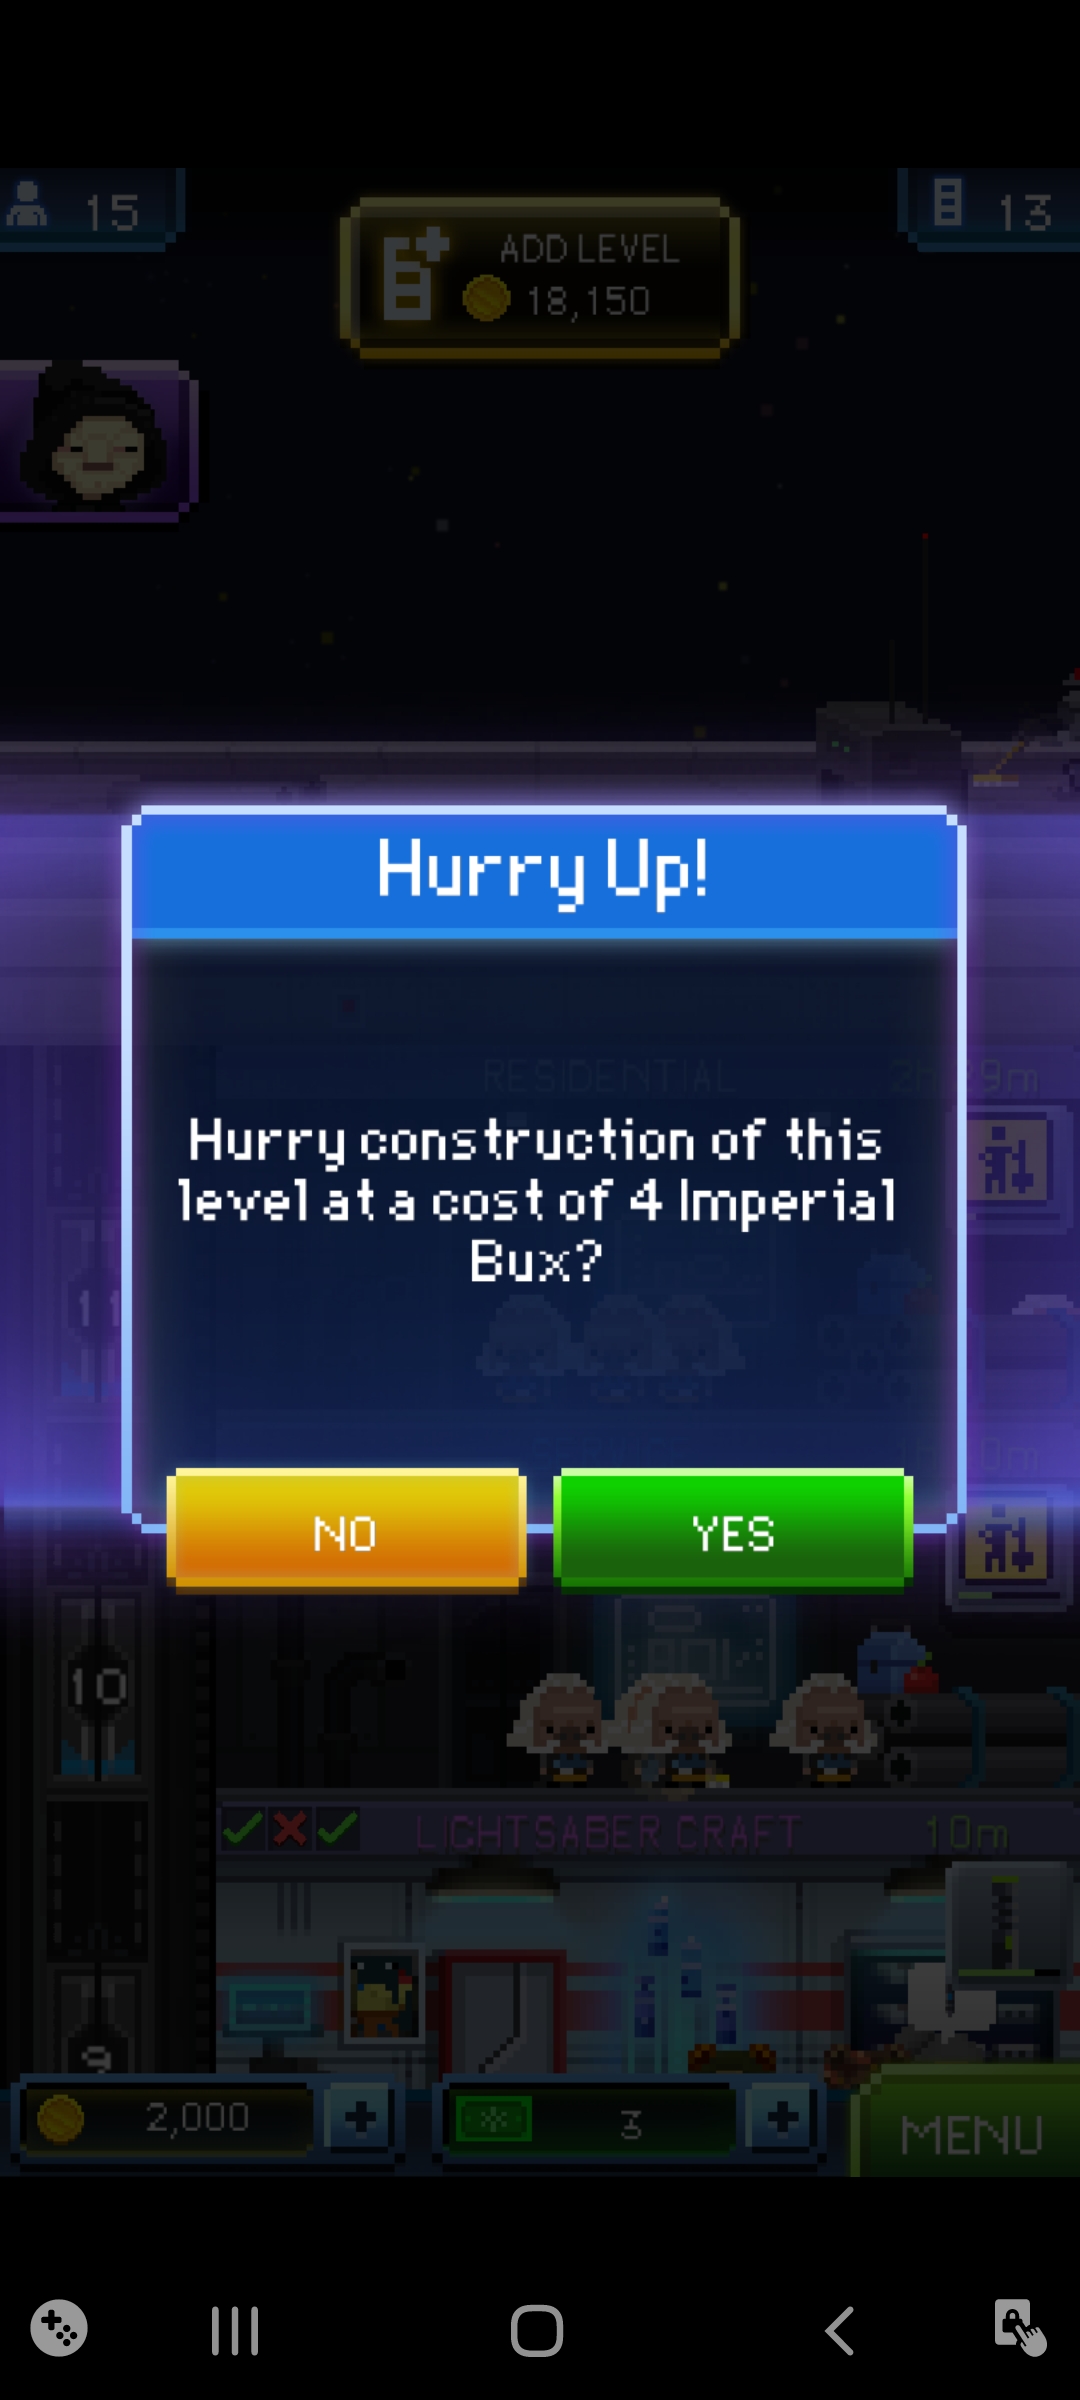 15
ADD LEVEL
18,150
13
Hurry Up!
RESIDENTIAL
Hurry construction of this
level at a cost of 4 Imperial
Bux?
11
NO
YES
10
LIGHTSABER CRAFT
10m
9
2,000
3
MENU